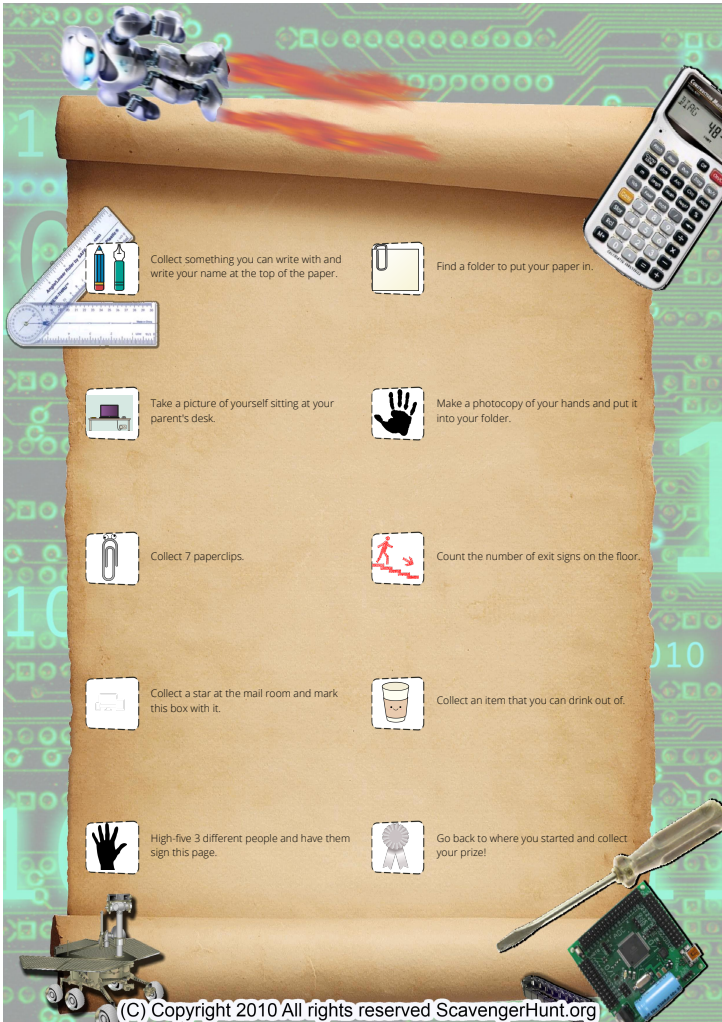 Collect something you can write with and
write your name at the top of the paper.
Find a folder to put your paper in.
Take a picture of yourself sitting at your
parent's desk.
Make a photocopy of your hands and put it
into your folder.
Collect 7 paperclips.
Count the number of exit signs on the floor.
Collect a star at the mail room and mark
this box with it.
Collect an item that you can drink out of.
High-five 3 different people and have them
sign this page.
Go back to where you started and collect
your prize!
(C) Copyright 2010 All rights reserved ScavengerHunt.org